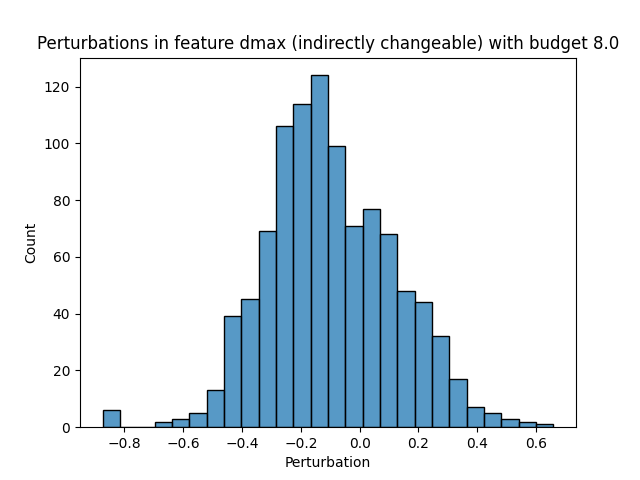 Perturbations in feature dmax (indirectly changeable) with budget 8.0
120
100
80
60
40
20
0
Count
−0.8 −0.6 −0.4 −0.2 0.0 0.2 0.4 0.6
Perturbation